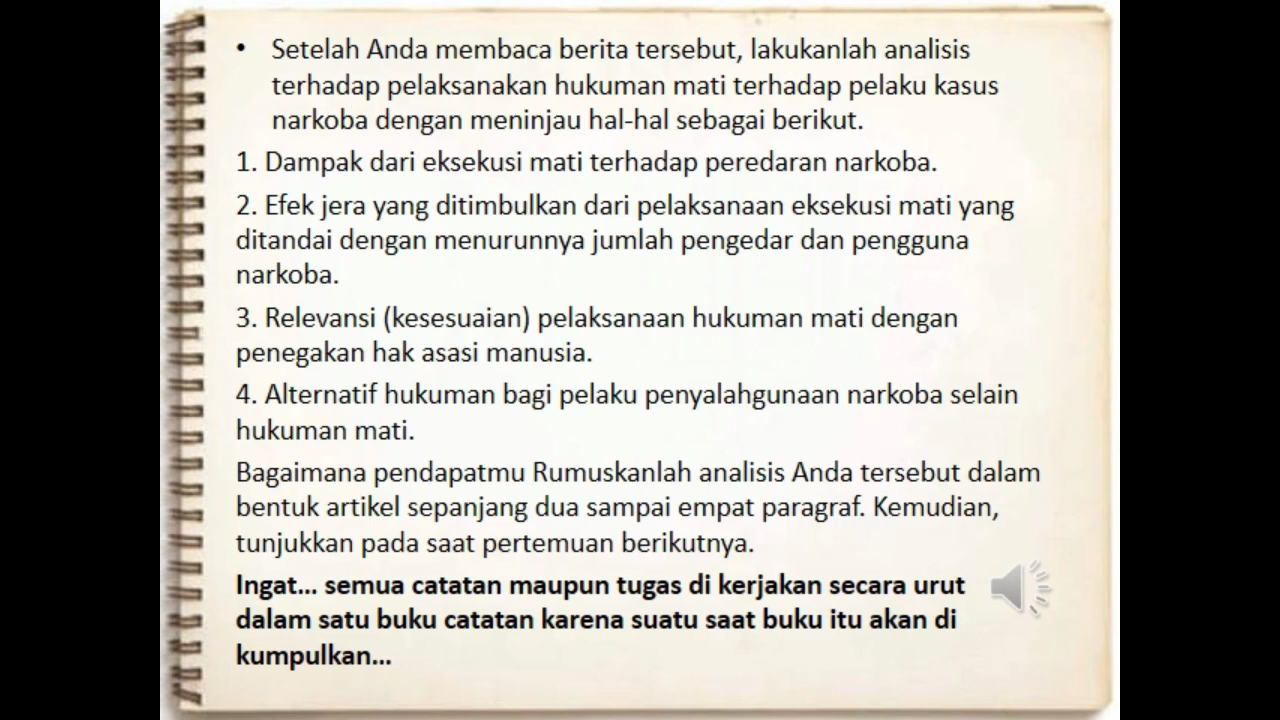 • Setelah Anda membaca berita tersebut, lakukanlah analisis
terhadap pelaksanakan hukuman mati terhadap pelaku kasus
narkoba dengan meninjau hal-hal sebagai berikut.
1. Dampak dari eksekusi mati terhadap peredaran narkoba.
2. Efek jera yang ditimbulkan dari pelaksanaan eksekusi mati yang
ditandai dengan menurunnya jumlah pengedar dan pengguna
narkoba.
3. Relevansi (kesesuaian) pelaksanaan hukuman mati dengan
penegakan hak asasi manusia.
4. Alternatif hukuman bagi pelaku penyalahgunaan narkoba selain
hukuman mati.
Bagaimana pendapatmu Rumuskanlah analisis Anda tersebut dalam
bentuk artikel sepanjang dua sampai empat paragraf. Kemudian,
tunjukkan pada saat pertemuan berikutnya.
Ingat... semua catatan maupun tugas di kerjakan secara urut
dalam satu buku catatan karena suatu saat buku itu akan di
kumpulkan...